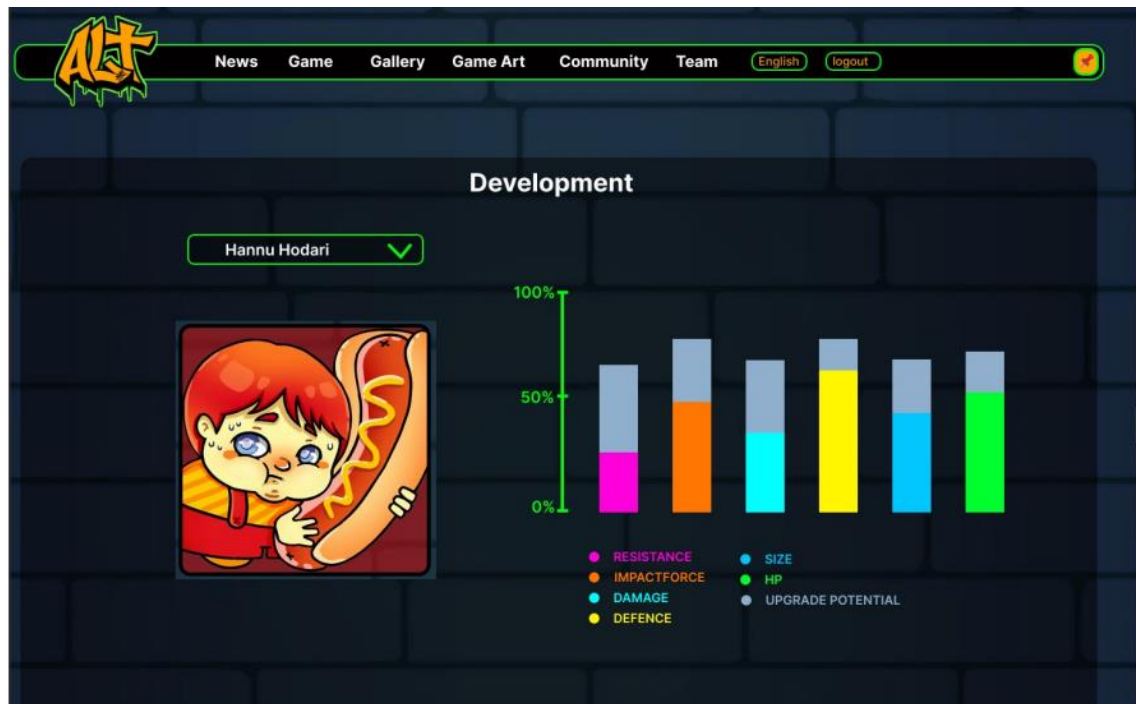 ALT
News Game Gallery Game Art Community Team English logout
Development
Hannu Hodari
100%
50%
0%
RESISTANCE
IMPACTFORCE
DAMAGE
DEFENCE
SIZE
HP
UPGRADE POTENTIAL